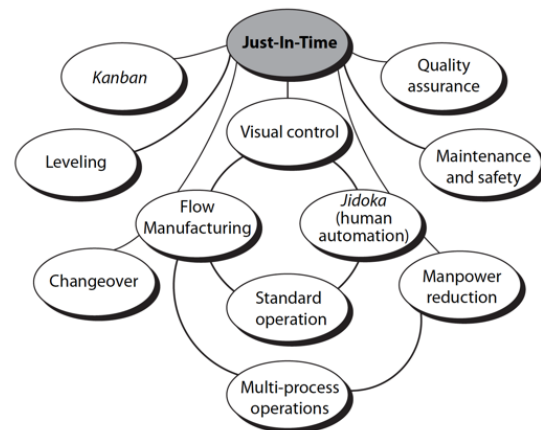 Just-In-Time
Kanban
Quality
assurance
Visual control
Leveling
Maintenance
and safety
Flow
Manufacturing
Jidoka
(human
automation)
Changeover
Standard
operation
Manpower
reduction
Multi-process
operations